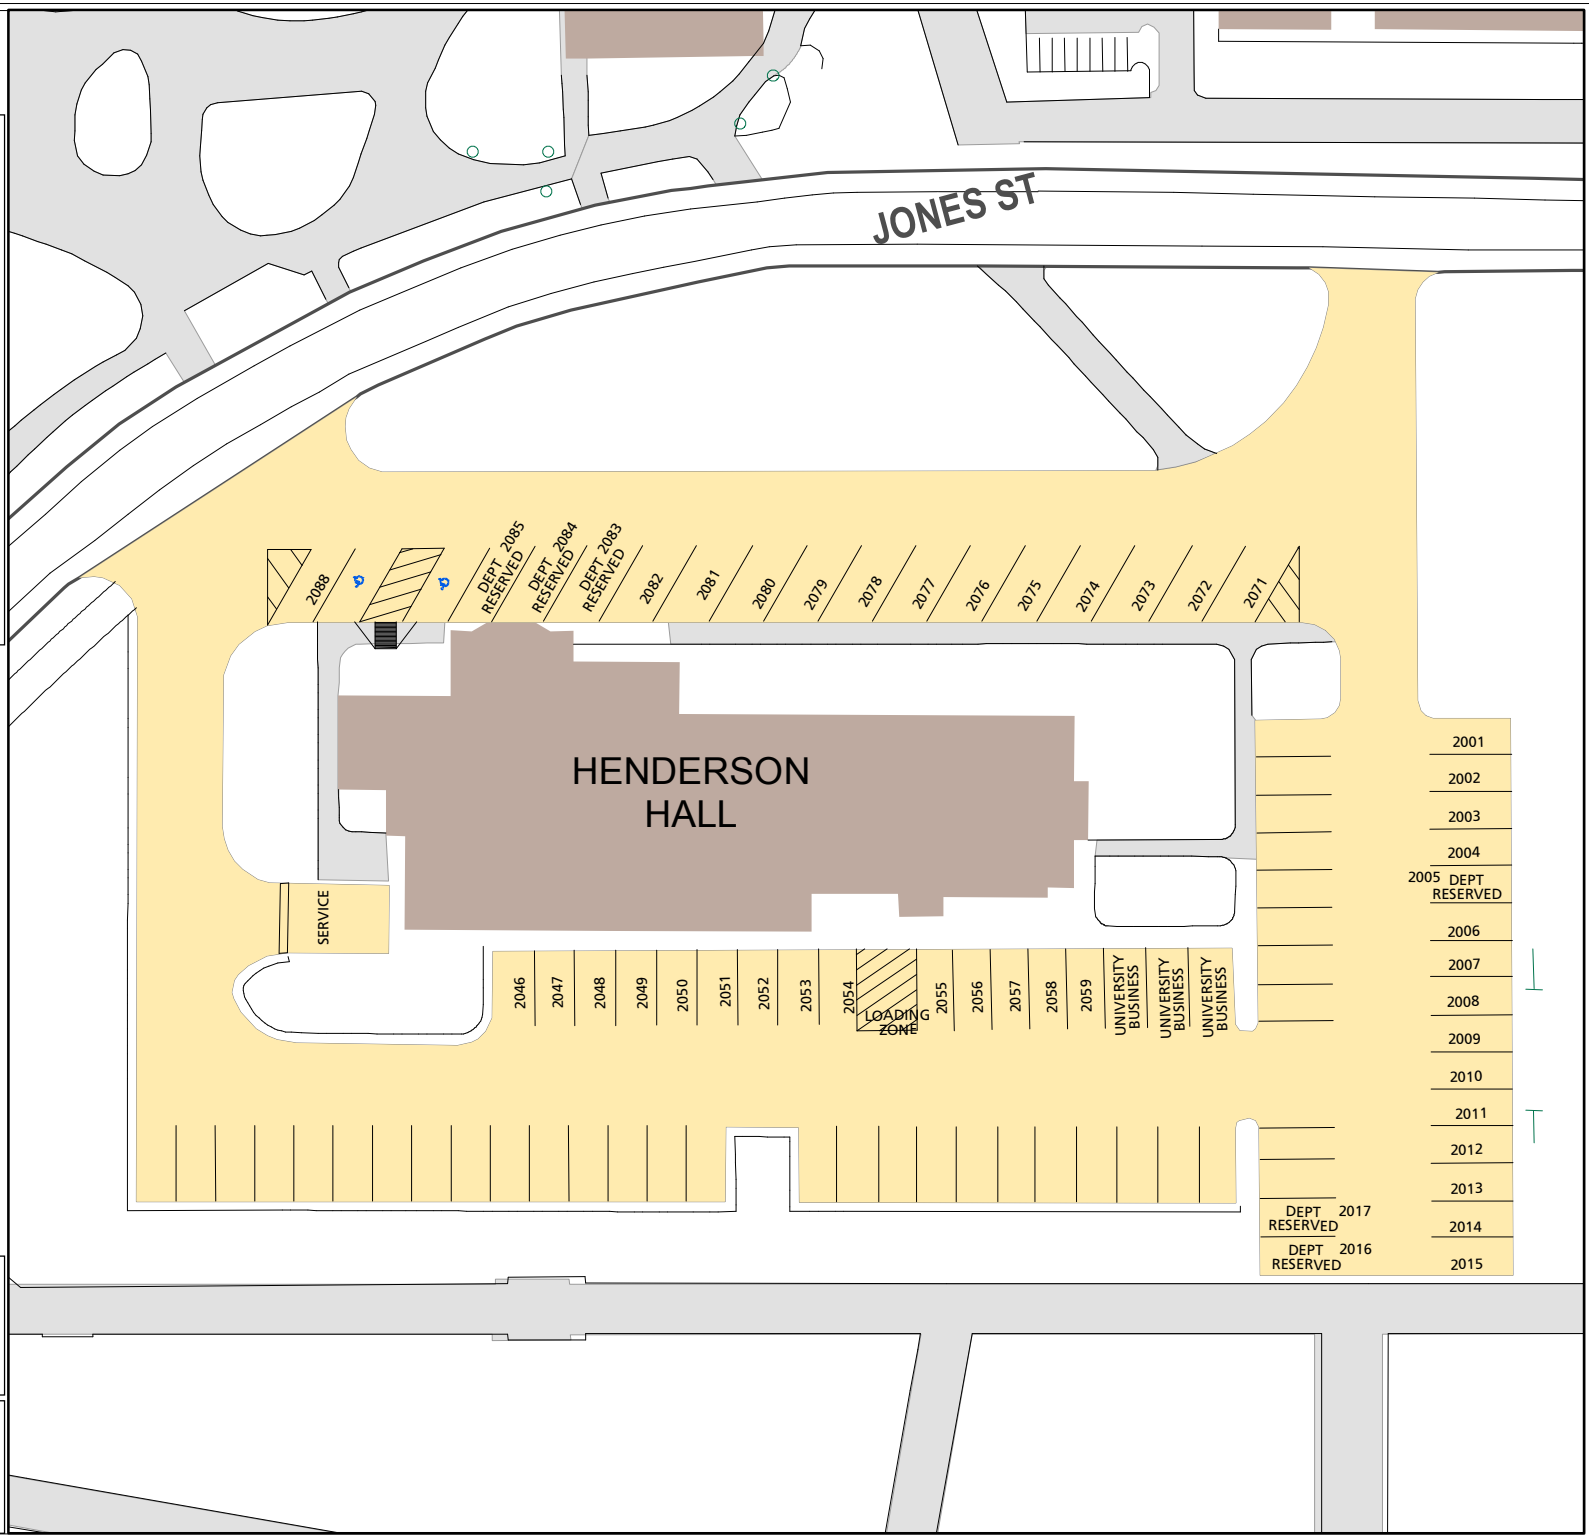 JONES ST
2088
DEPT 2085
RESERVED
DEPT 2084
RESERVED
DEPT 2083
RESERVED
2082
2081
2080
2079
2078
2077
2076
2075
2074
2073
2072
2071
HENDERSON
HALL
2001
2002
2003
2004
2005 DEPT
RESERVED
2006
2007
2008
2009
2010
2011
2012
2013
2014
2015
SERVICE
2046
2047
2048
2049
2050
2051
2052
2053
2054
LOADING
ZONE
2055
2056
2057
2058
2059
UNIVERSITY
BUSINESS
UNIVERSITY
BUSINESS
UNIVERSITY
BUSINESS
DEPT 2017
RESERVED
DEPT 2016
RESERVED